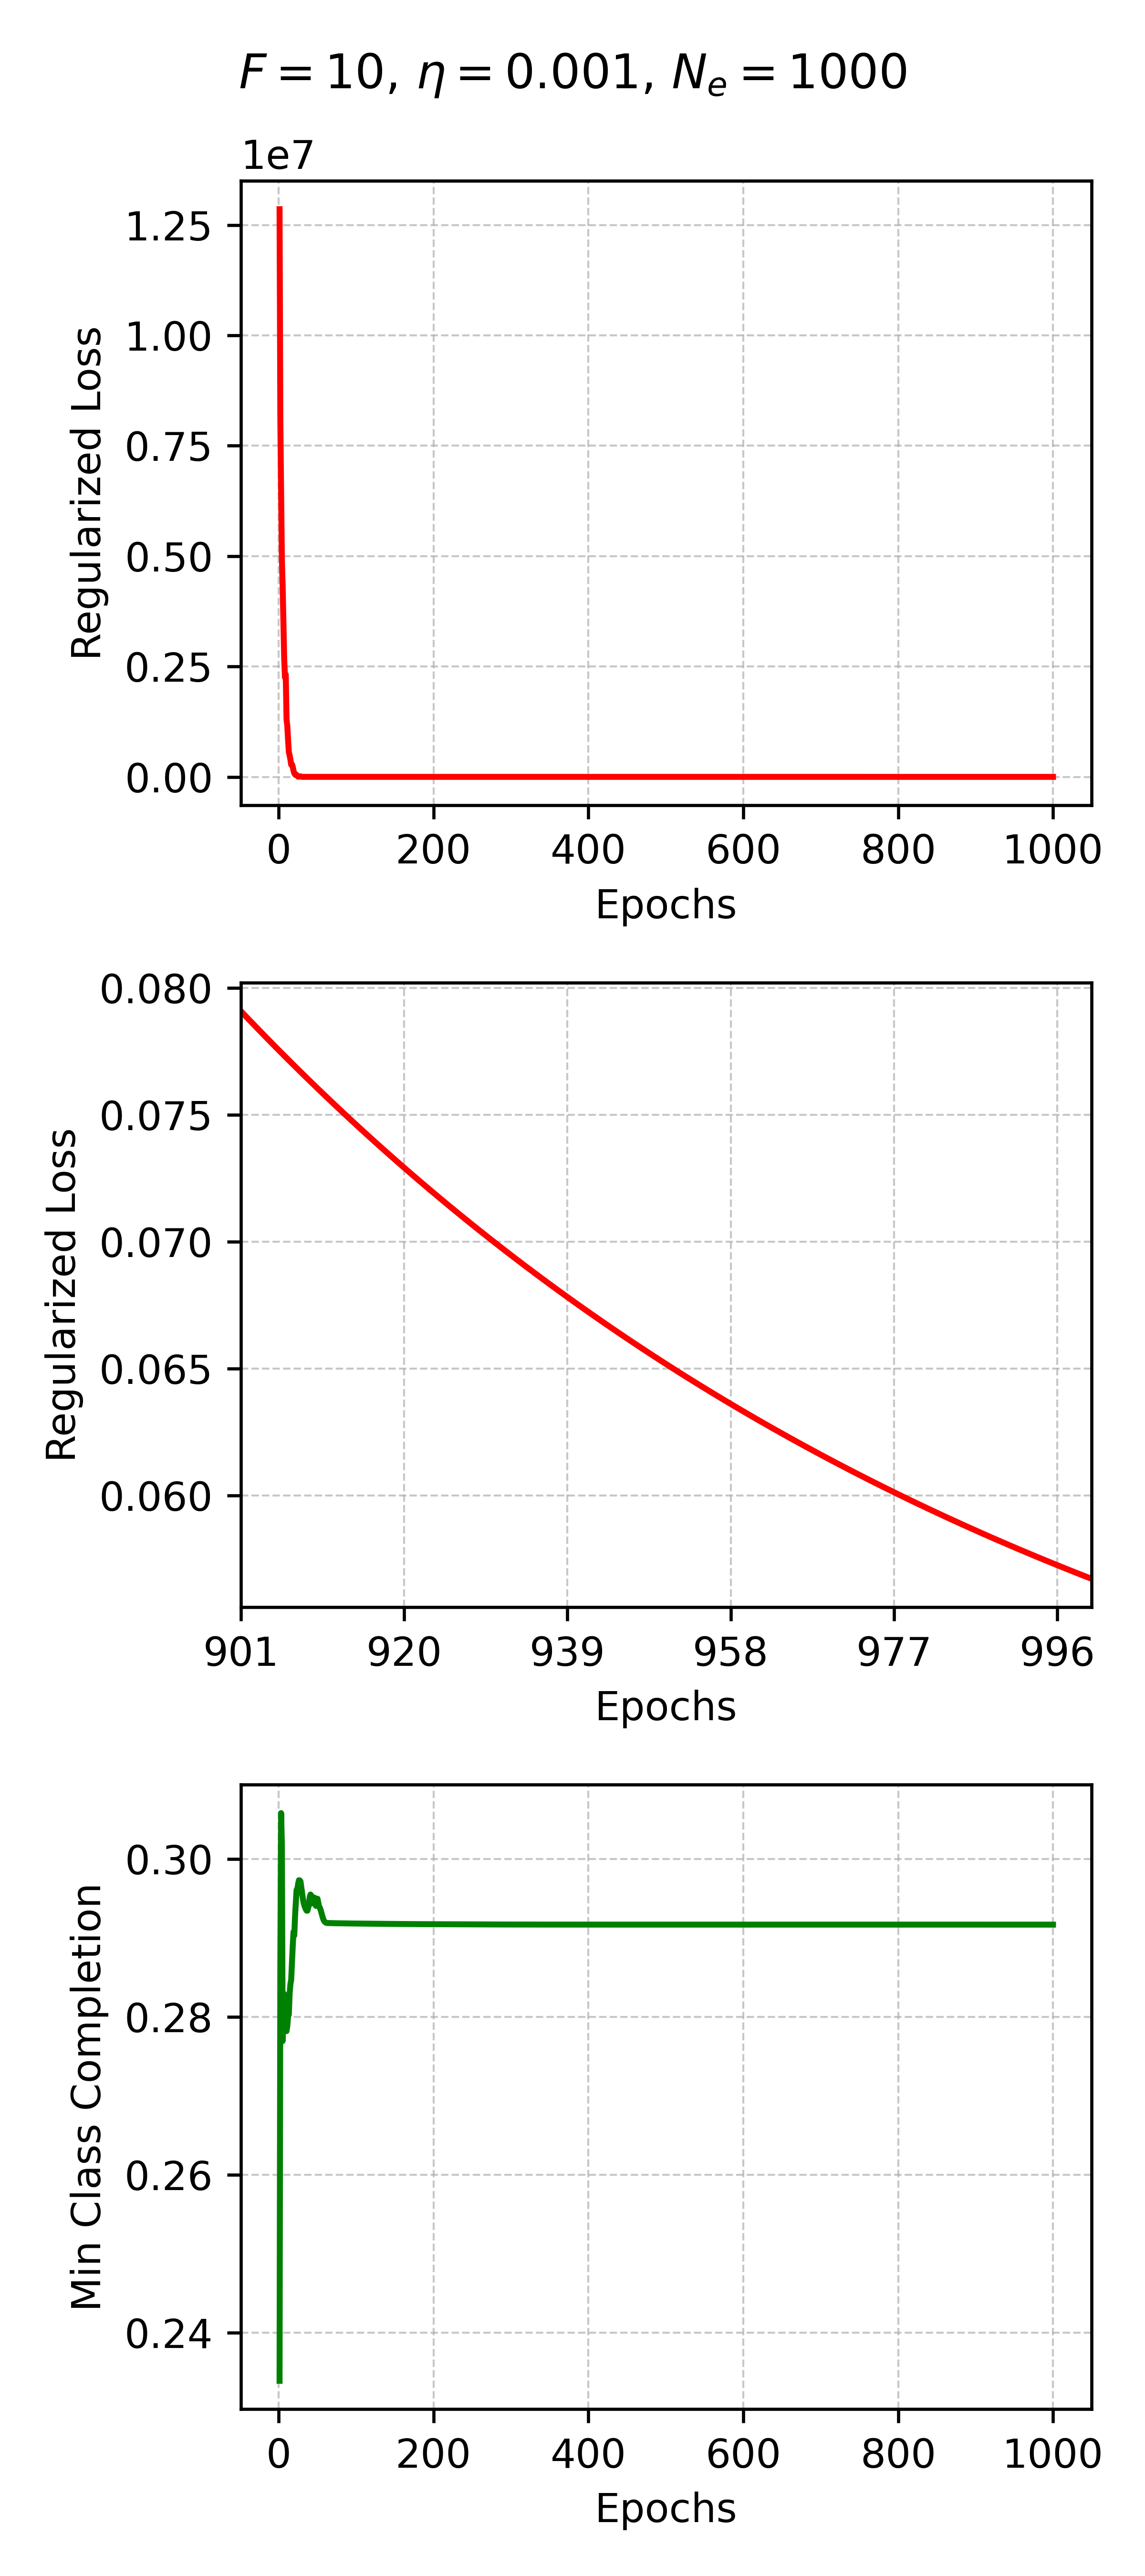 F = 10, η = 0.001, Nₑ = 1000
1e7
1.25
1.00
0.75
0.50
0.25
0.00
Regularized Loss
0 200 400 600 800 1000
Epochs
0.080
0.075
0.070
0.065
0.060
Regularized Loss
901 920 939 958 977 996
Epochs
0.30
0.28
0.26
0.24
Min Class Completion
0 200 400 600 800 1000
Epochs